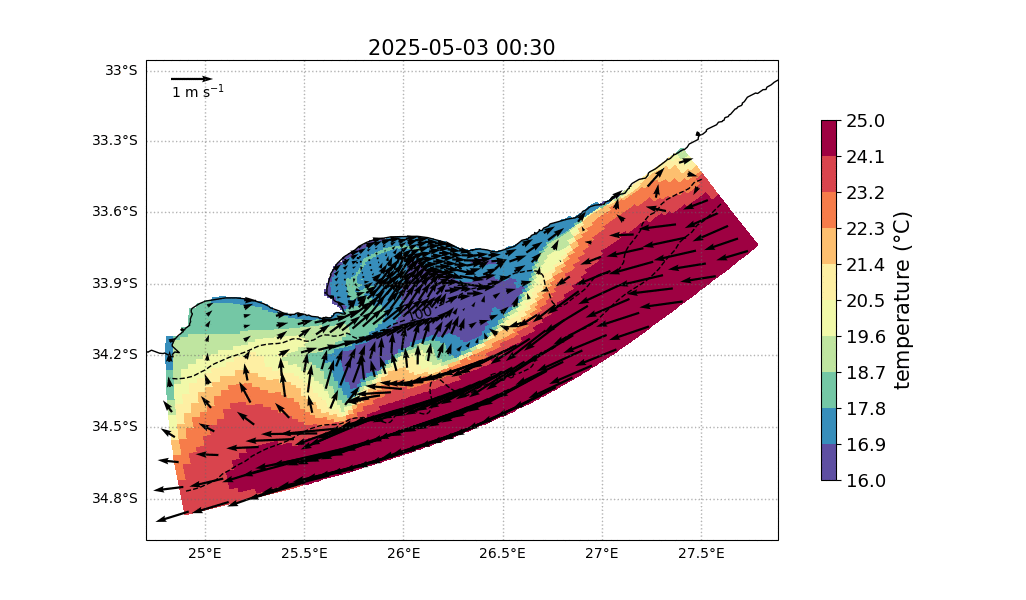 2025-05-03 00:30
33°S
1 m s⁻¹
33.3°S
33.6°S
33.9°S
34.2°S
34.5°S
34.8°S
25°E
25.5°E
26°E
26.5°E
27°E
27.5°E
25.0
24.1
23.2
22.3
21.4
20.5
19.6
18.7
17.8
16.9
16.0
temperature (°C)